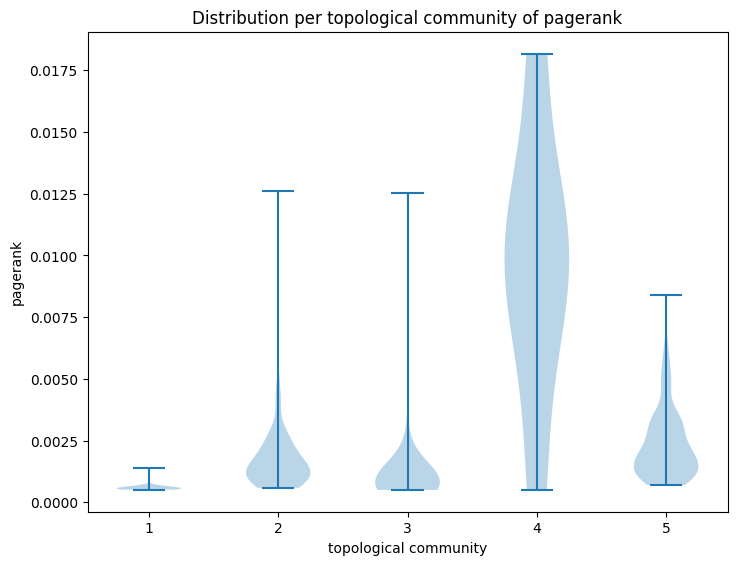 Distribution per topological community of pagerank
0.0175
0.0150
0.0125
0.0100
0.0075
0.0050
0.0025
0.0000
pagerank
1 2 3 4 5
topological community